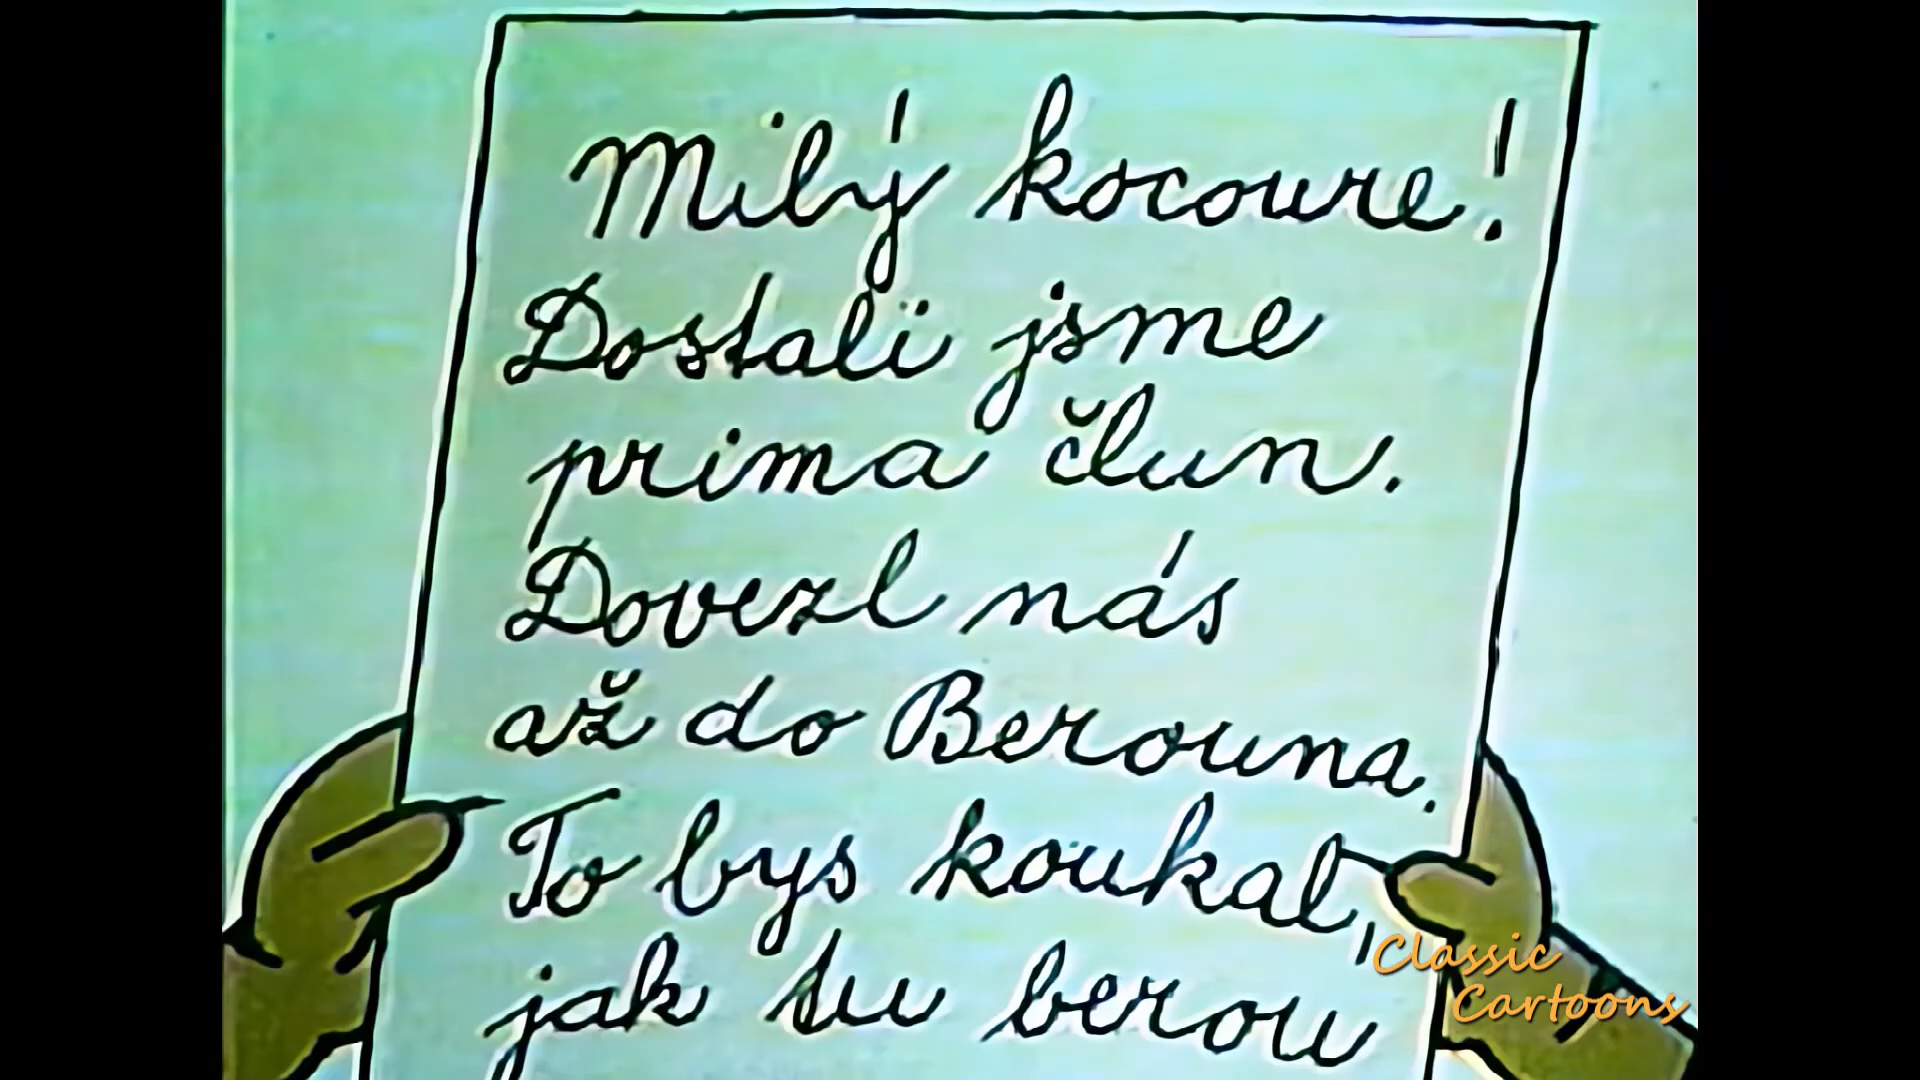 Milý kocoure!
Dostali jsme
prima člun.
Dovezl nás
až do Berouna.
To bys koukal,
jak tu berou
Classic
Cartoons